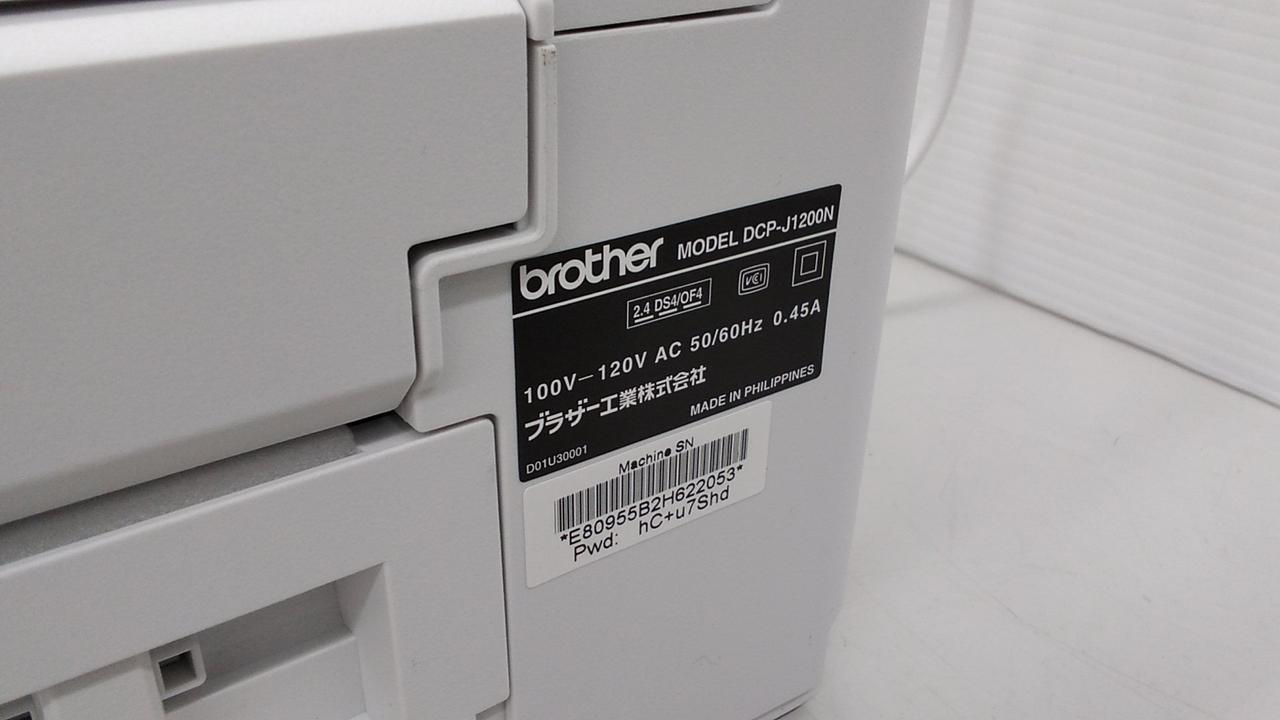 brother MODEL DCP-J1200N
2.4 DS4/OF4 VCI
100V–120V AC 50/60Hz 0.45A
ブラザー工業株式会社
MADE IN PHILIPPINES
D01U30001
Machine SN
*E80955B2H622053*
Pwd: hC+u7Shd